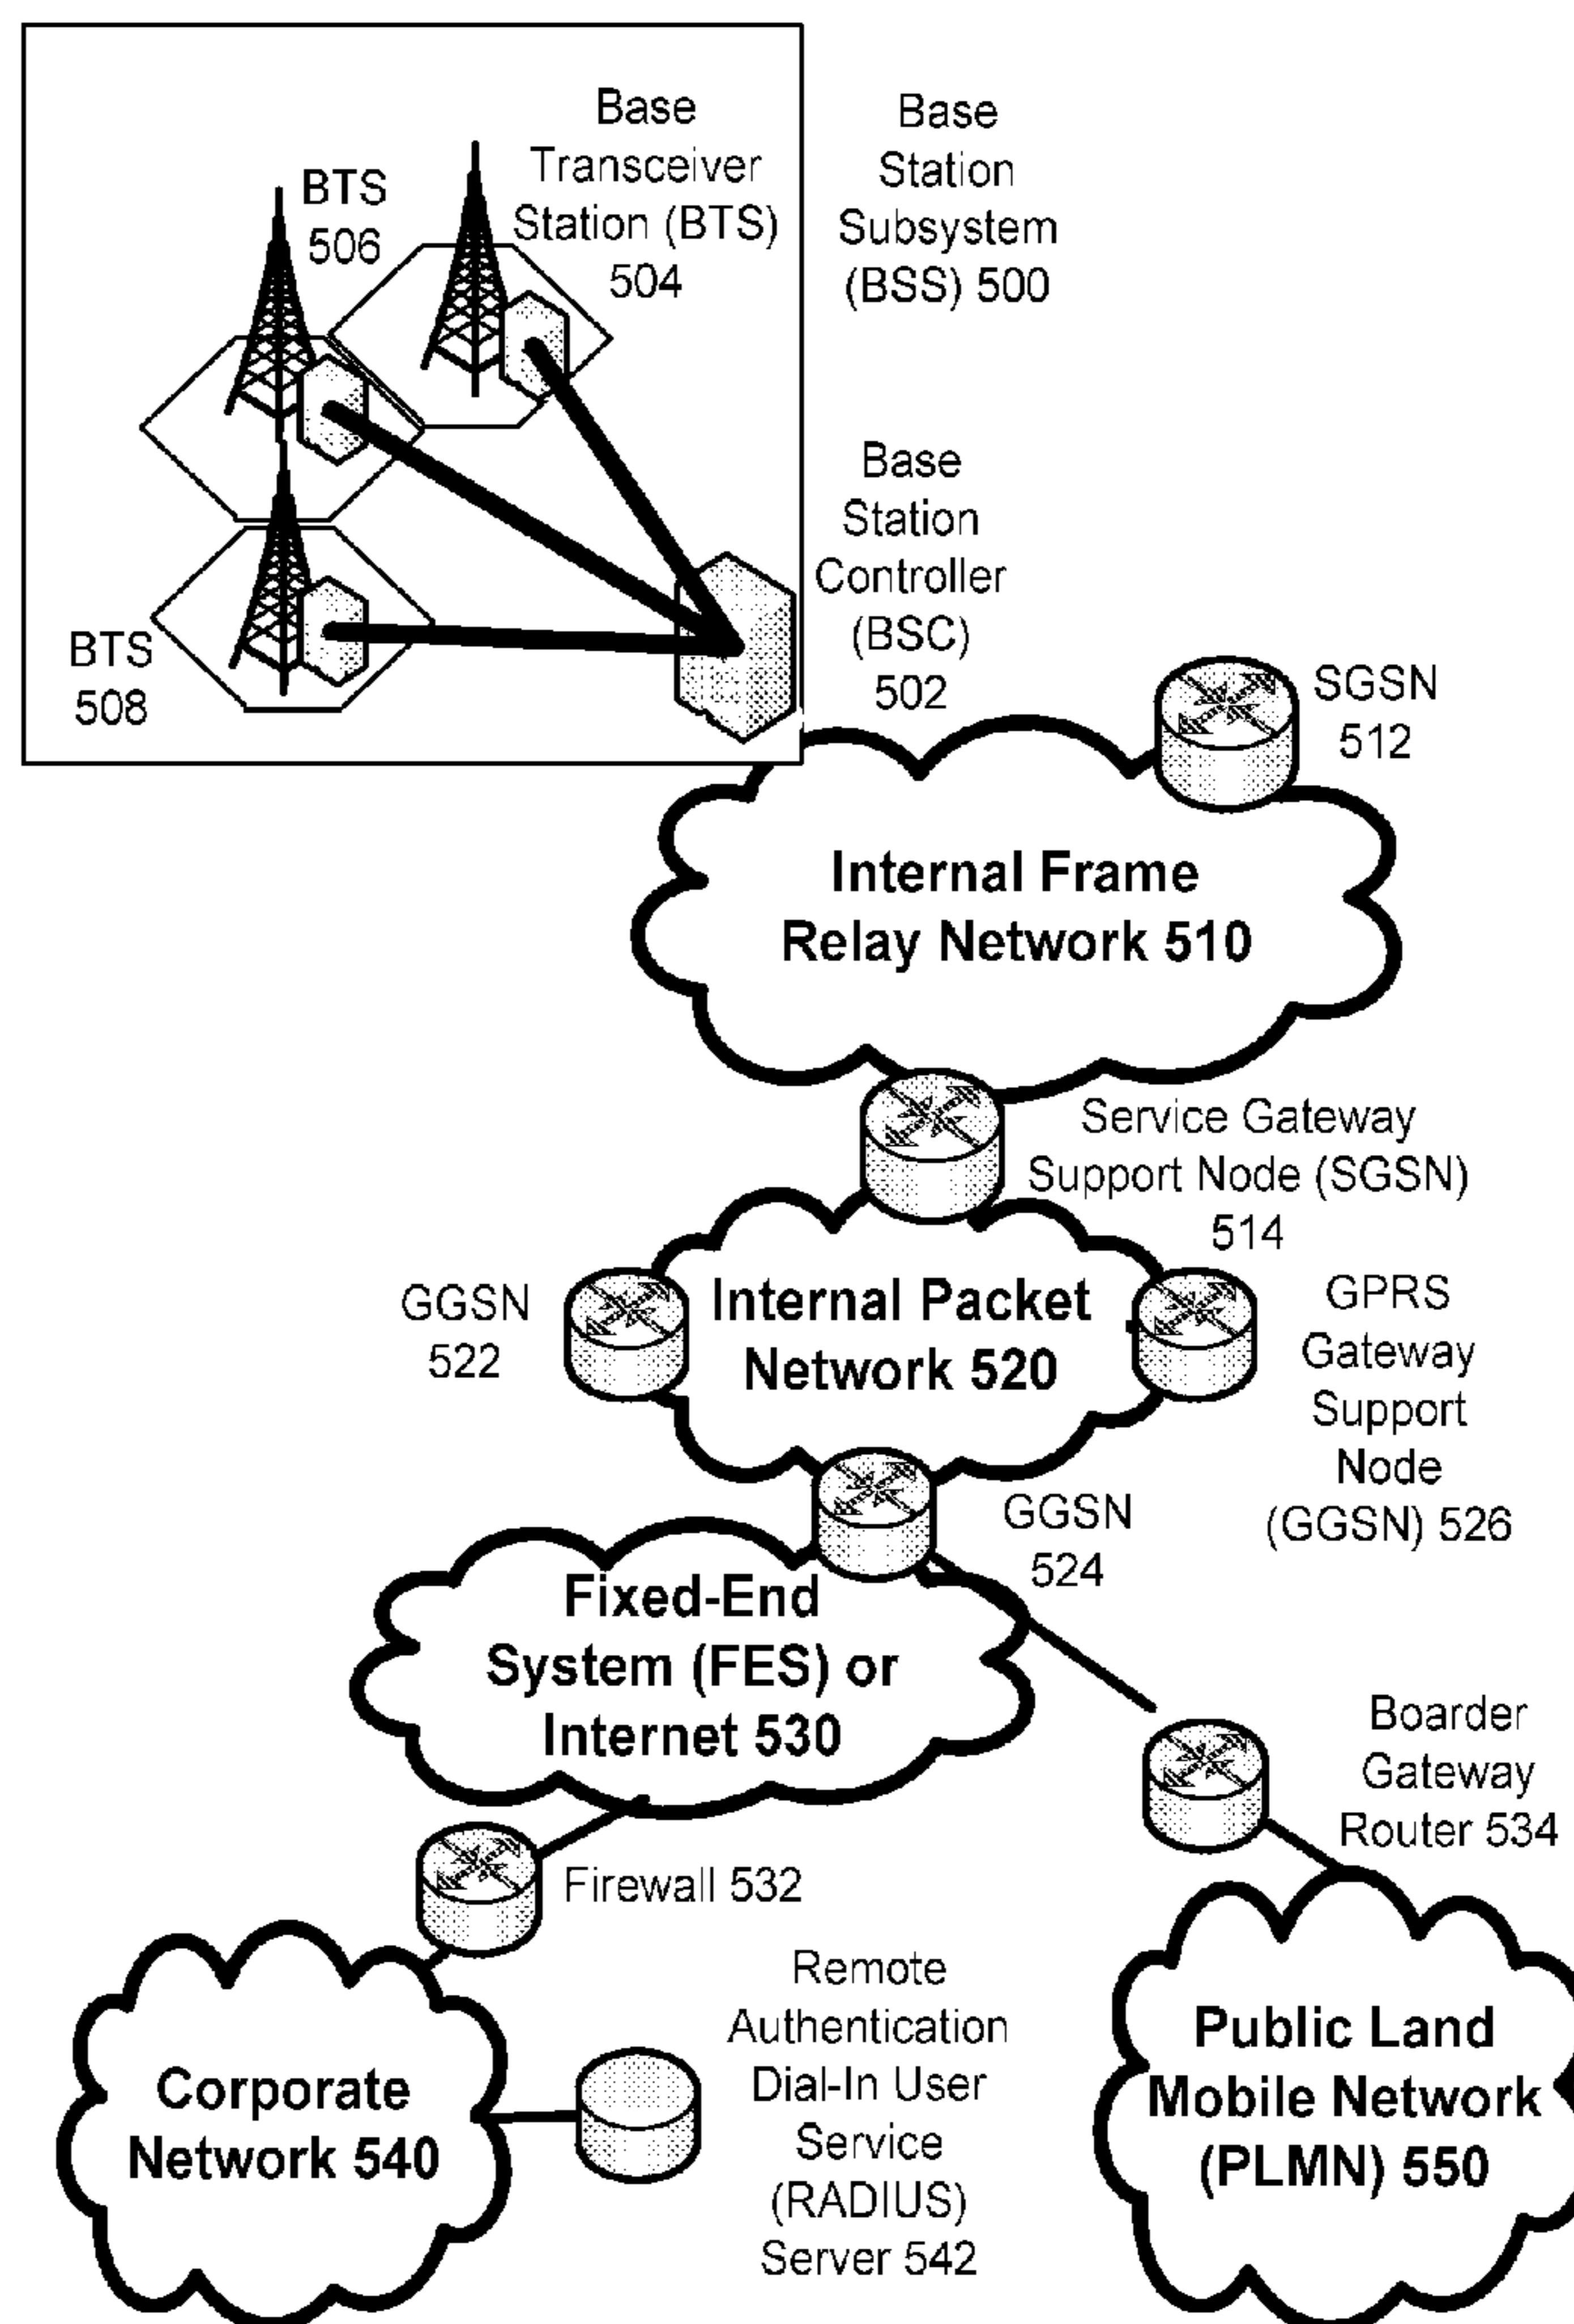 Base
Transceiver
Station (BTS)
504
BTS
506
Base
Station
Subsystem
(BSS) 500
Base
Station
Controller
(BSC)
502
BTS
508
SGSN
512
Internal Frame
Relay Network 510
Service Gateway
Support Node (SGSN)
514
GGSN
522
Internal Packet
Network 520
GPRS
Gateway
Support
Node
(GGSN) 526
GGSN
524
Fixed-End
System (FES) or
Internet 530
Boarder
Gateway
Router 534
Firewall 532
Remote
Authentication
Dial-In User
Service
(RADIUS)
Server 542
Corporate
Network 540
Public Land
Mobile Network
(PLMN) 550